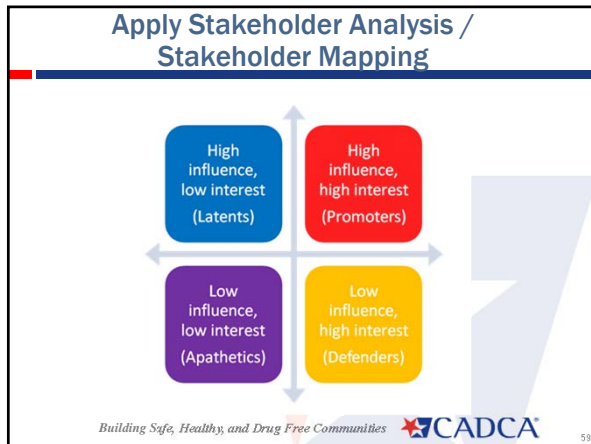 Apply Stakeholder Analysis /
Stakeholder Mapping
High
influence,
low interest
(Latents)
High
influence,
high interest
(Promoters)
Low
influence,
low interest
(Apathetics)
Low
influence,
high interest
(Defenders)
Building Safe, Healthy, and Drug Free Communities
CADCA®
59